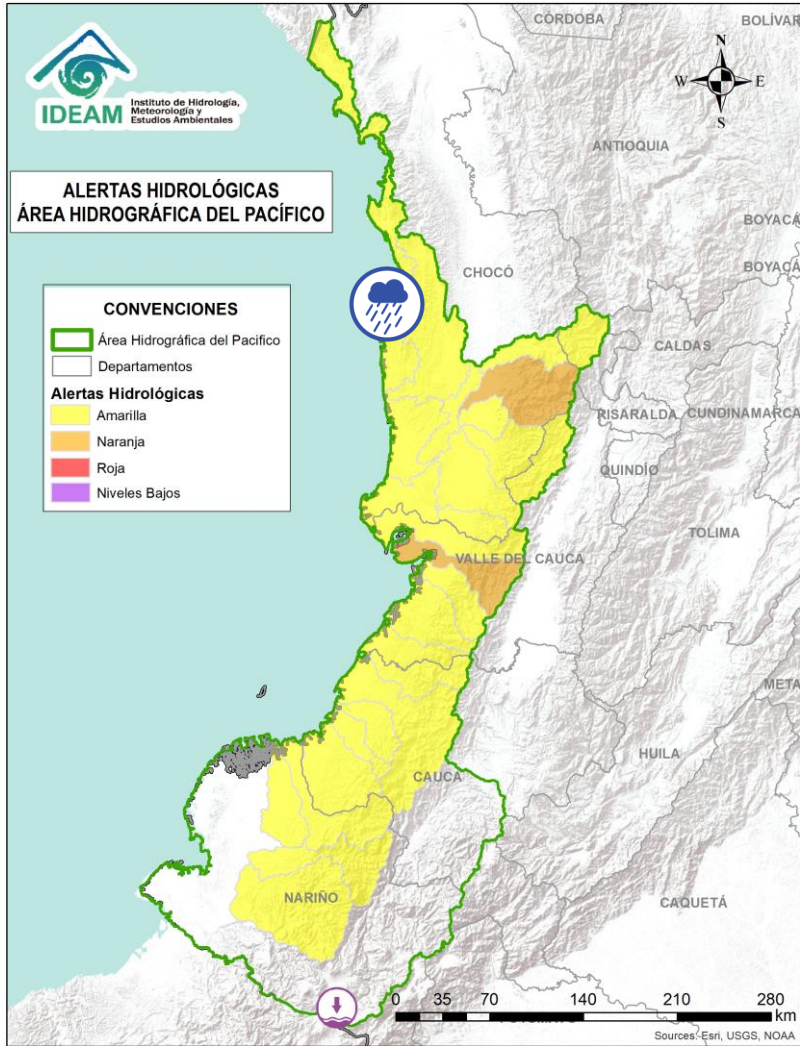 IDEAM
Instituto de Hidrología,
Meteorología y
Estudios Ambientales
CÓRDOBA
BOLÍVAR
N
W
E
S
ANTIOQUIA
ALERTAS HIDROLÓGICAS
ÁREA HIDROGRÁFICA DEL PACÍFICO
BOYACÁ
CHOCÓ
BOYACÁ
CONVENCIONES
Área Hidrográfica del Pacifico
Departamentos
Alertas Hidrológicas
Amarilla
Naranja
Roja
Niveles Bajos
CALDAS
RISARALDA
CUNDINAMARCA
QUINDÍO
TOLIMA
VALLE DEL CAUCA
META
HUILA
CAUCA
NARIÑO
CAQUETÁ
0 35 70 140 210 280
km
Sources: Esri, USGS, NOAA